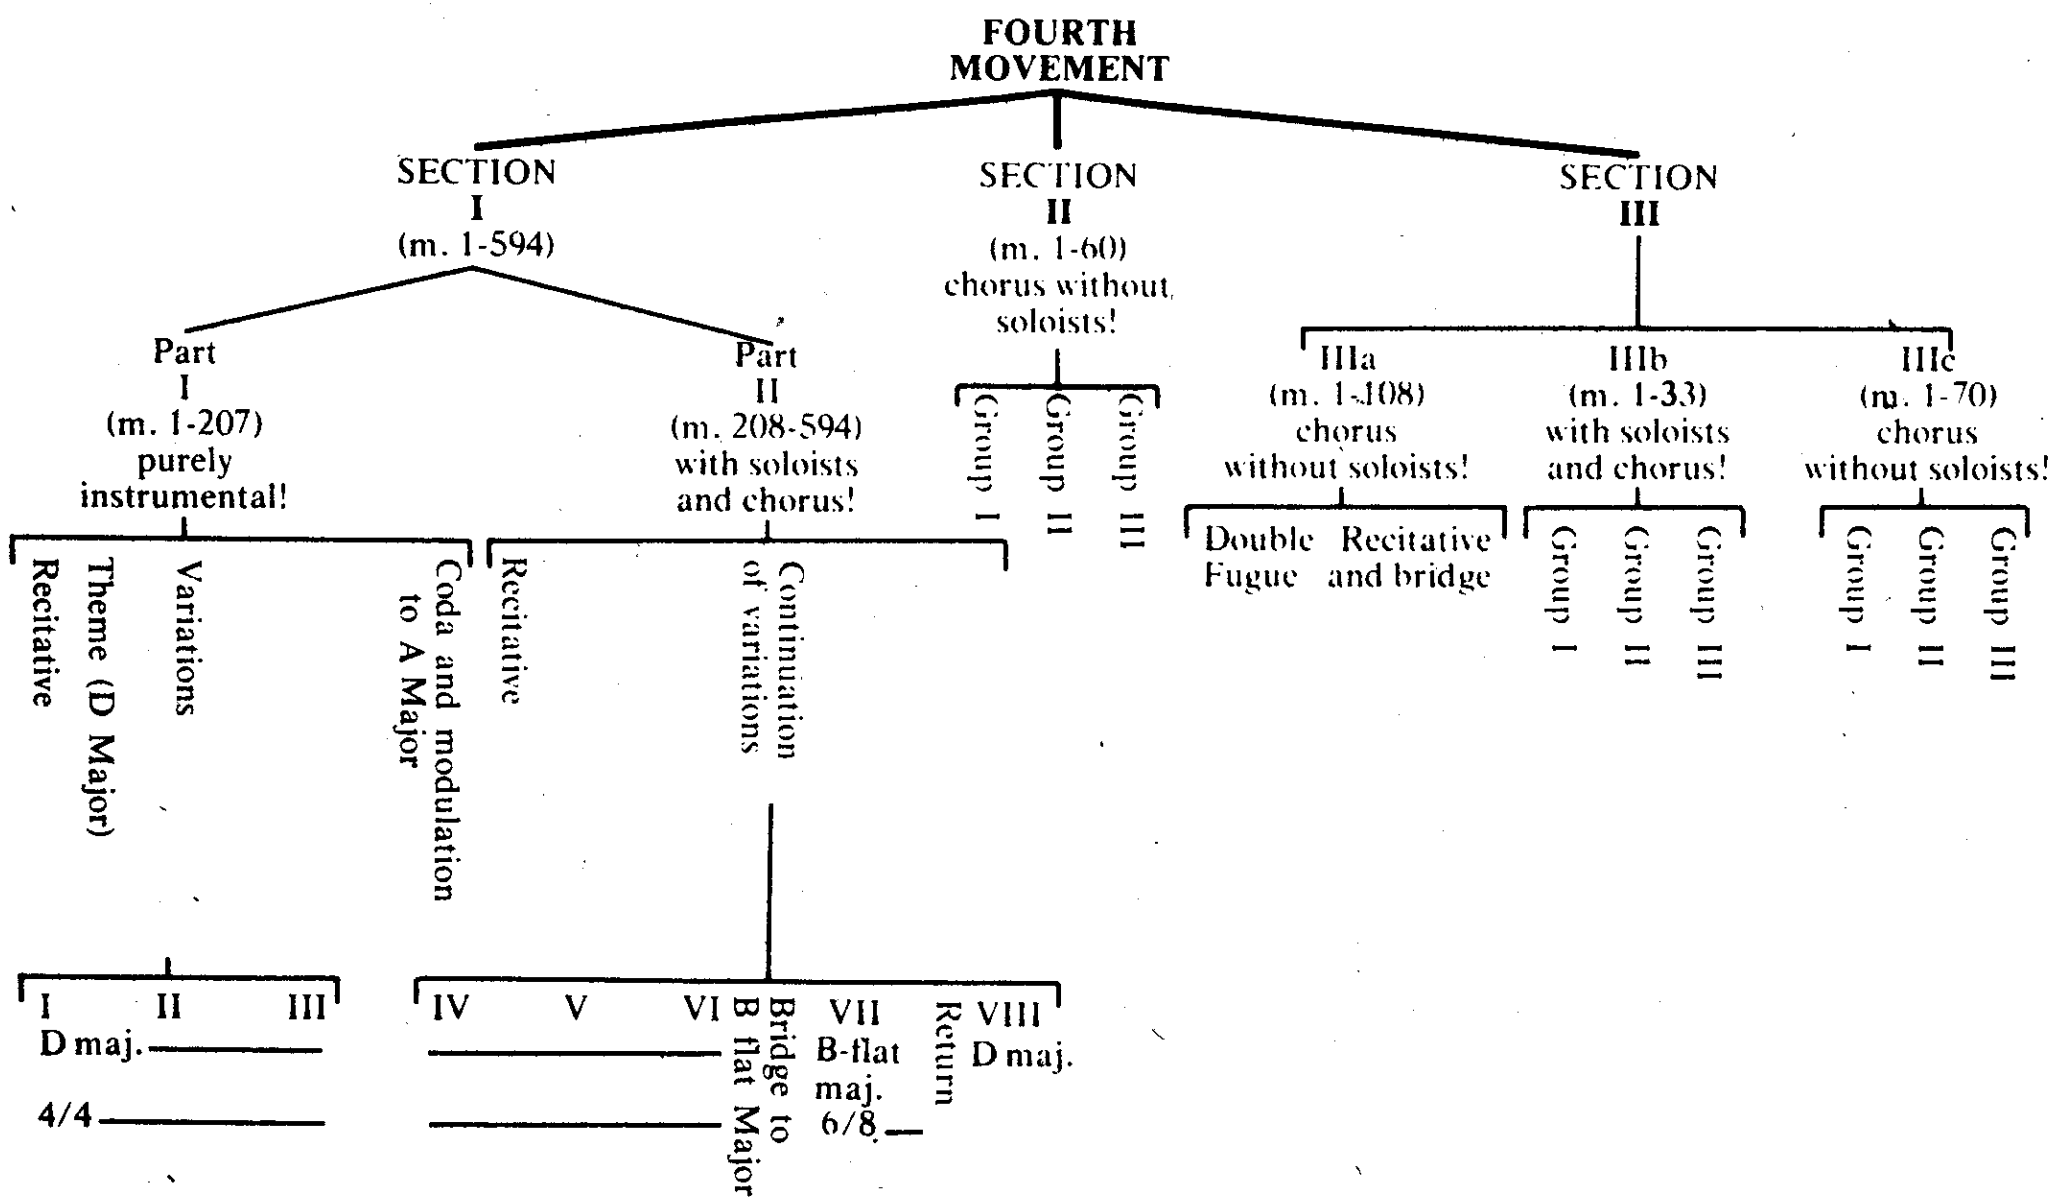 FOURTH
MOVEMENT
SECTION
I
(m. 1-594)
SECTION
II
(m. 1-60)
chorus without
soloists!
SECTION
III
Part
I
(m. 1-207)
purely
instrumental!
Part
II
(m. 208-594)
with soloists
and chorus!
Group I
Group II
Group III
IIIa
(m. 1-108)
chorus
without soloists!
IIIb
(m. 1-33)
with soloists
and chorus!
IIIc
(m. 1-70)
chorus
without soloists!
Recitative
Theme (D Major)
Variations
Coda and modulation
to A Major
Recitative
Continuation
of variations
Double
Fugue
Recitative
and bridge
Group I
Group II
Group III
Group I
Group II
Group III
I
II
III
D maj.
4/4
IV
V
VI
Bridge to
B flat Major
VII
B-flat
maj.
6/8
Return
VIII
D maj.